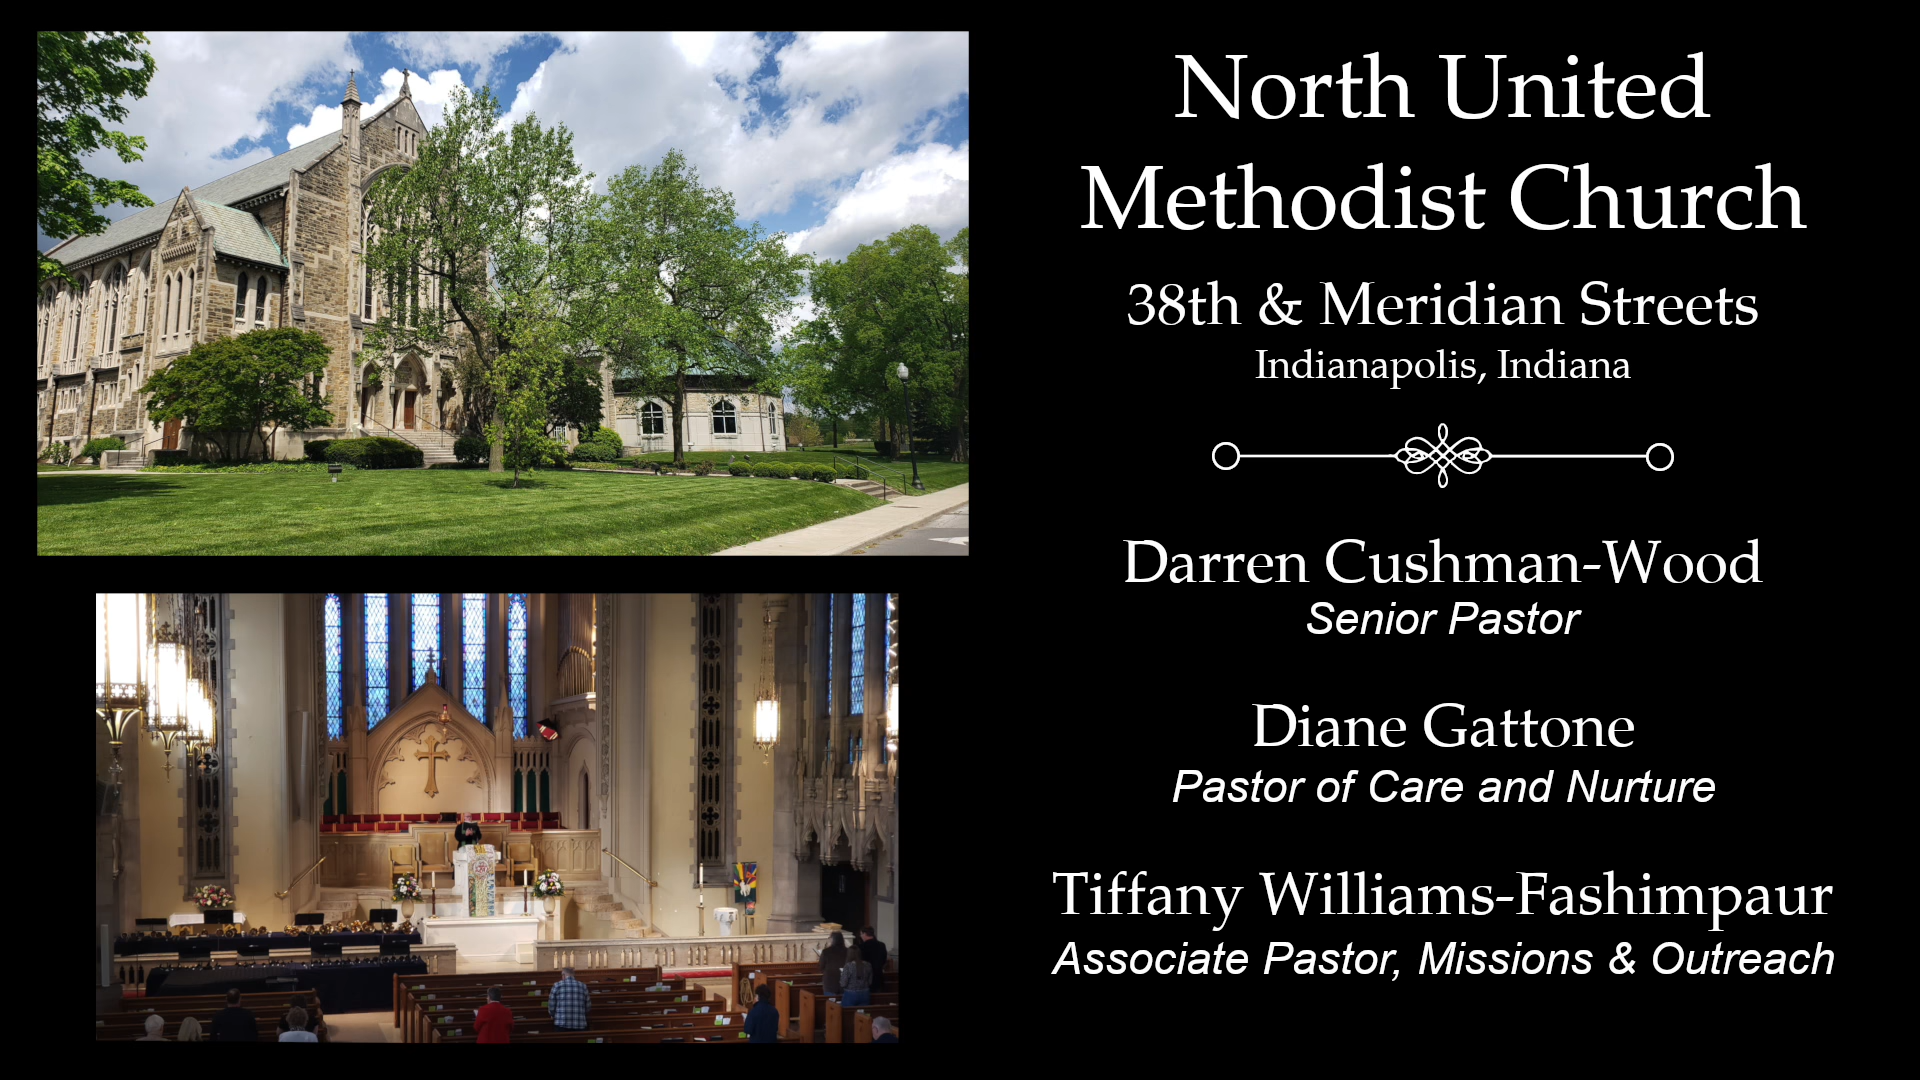 North United
Methodist Church
38th & Meridian Streets
Indianapolis, Indiana
Darren Cushman-Wood
Senior Pastor
Diane Gattone
Pastor of Care and Nurture
Tiffany Williams-Fashimpaur
Associate Pastor, Missions & Outreach